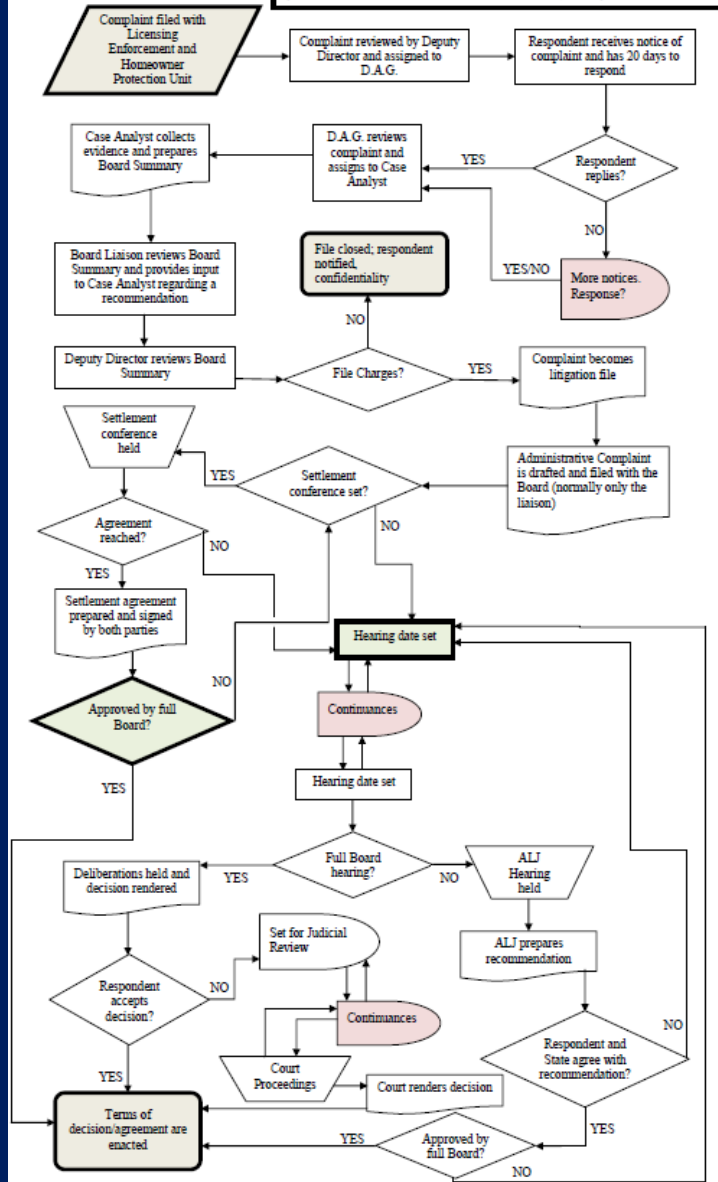 Complaint filed with
Licensing
Enforcement and
Homeowner
Protection Unit
Complaint reviewed by Deputy
Director and assigned to
D.A.G.
Respondent receives notice of
complaint and has 20 days to
respond
Case Analyst collects
evidence and prepares
Board Summary
D.A.G. reviews
complaint and
assigns to Case
Analyst
YES
Respondent
replies?
NO
Board Liaison reviews Board
Summary and provides input
to Case Analyst regarding a
recommendation
File closed; respondent
notified,
confidentiality
YES/NO
More notices.
Response?
NO
Deputy Director reviews Board
Summary
File Charges?
YES
Complaint becomes
litigation file
Settlement
conference
held
YES
Settlement
conference set?
Administrative Complaint
is drafted and filed with the
Board (normally only the
liaison)
NO
Agreement
reached?
NO
YES
Settlement agreement
prepared and signed
by both parties
Hearing date set
NO
Approved by full
Board?
Continuances
YES
Hearing date set
Deliberations held and
decision rendered
YES
Full Board
hearing?
NO
ALJ
Hearing
held
Set for Judicial
Review
ALJ prepares
recommendation
Respondent
accepts
decision?
NO
Continuances
NO
Respondent and
State agree with
recommendation?
YES
Court
Proceedings
Court renders decision
Terms of
decision/agreement are
enacted
YES
YES
Approved by
full Board?
NO